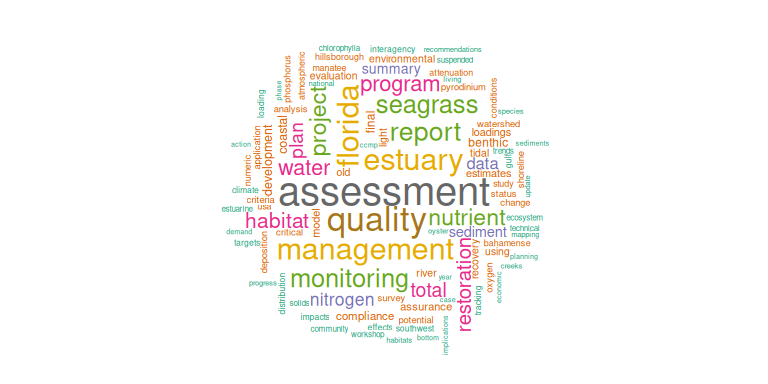 chlorophylla
interagency
recommendations
hillsborough
environmental
suspended
manatee
summary
attenuation
national
evaluation
living
phase
phosphorus
atmospheric
program
pyrodinium
loading
analysis
project
florida
seagrass
conditions
species
coastal
plan
final
light
report
watershed
loadings
action
application
development
ccmp
benthic
sediments
numeric
water
old
estuary
tidal
trends
gulf
data
shoreline
estimates
climate
study
update
criteria
assessment
status
change
estuarine
usa
model
habitat
quality
nutrient
ecosystem
demand
critical
oyster
sediment
technical
mapping
targets
bahamense
deposition
management
using
planning
restoration
recovery
creeks
monitoring
river
year
oxygen
economic
progress
distribution
total
nitrogen
survey
case
tracking
solids
assurance
impacts
compliance
potential
community
effects
southwest
implications
workshop
habitats
bottom